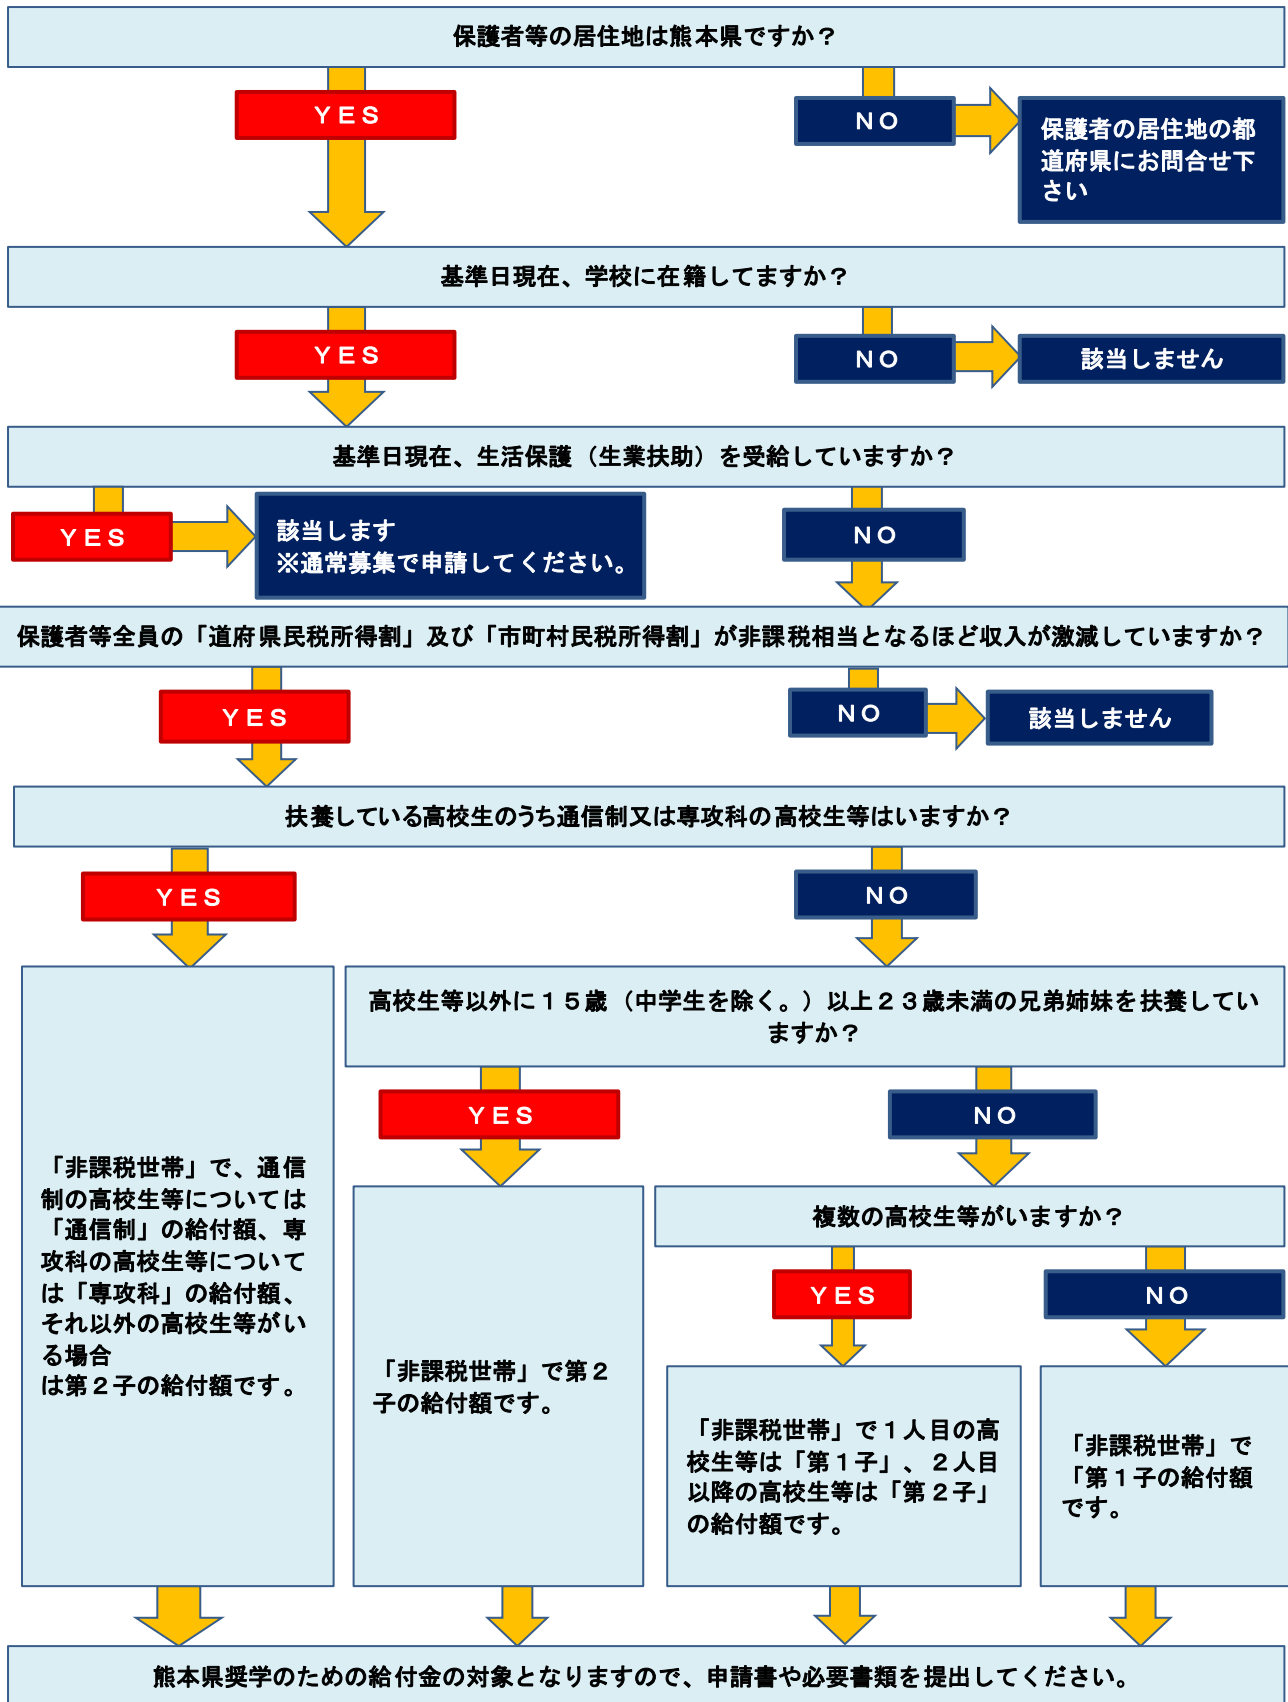 保護者等の居住地は熊本県ですか？
ＹＥＳ
ＮＯ
保護者の居住地の都
道府県にお問合せ下
さい
基準日現在、学校に在籍してますか？
ＹＥＳ
ＮＯ
該当しません
基準日現在、生活保護（生業扶助）を受給していますか？
ＹＥＳ
該当します
※通常募集で申請してください。
ＮＯ
保護者等全員の「道府県民税所得割」及び「市町村民税所得割」が非課税相当となるほど収入が激減していますか？
ＹＥＳ
ＮＯ
該当しません
扶養している高校生のうち通信制又は専攻科の高校生等はいますか？
ＹＥＳ
ＮＯ
「非課税世帯」で、通信
制の高校生等については
「通信制」の給付額、専
攻科の高校生等について
は「専攻科」の給付額、
それ以外の高校生等がい
る場合
は第２子の給付額です。
高校生等以外に１５歳（中学生を除く。）以上２３歳未満の兄弟姉妹を扶養してい
ますか？
ＹＥＳ
ＮＯ
「非課税世帯」で第２
子の給付額です。
複数の高校生等がいますか？
ＹＥＳ
ＮＯ
「非課税世帯」で１人目の高
校生等は「第１子」、２人目
以降の高校生等は「第２子」
の給付額です。
「非課税世帯」で
「第１子の給付額
です。
熊本県奨学のための給付金の対象となりますので、申請書や必要書類を提出してください。